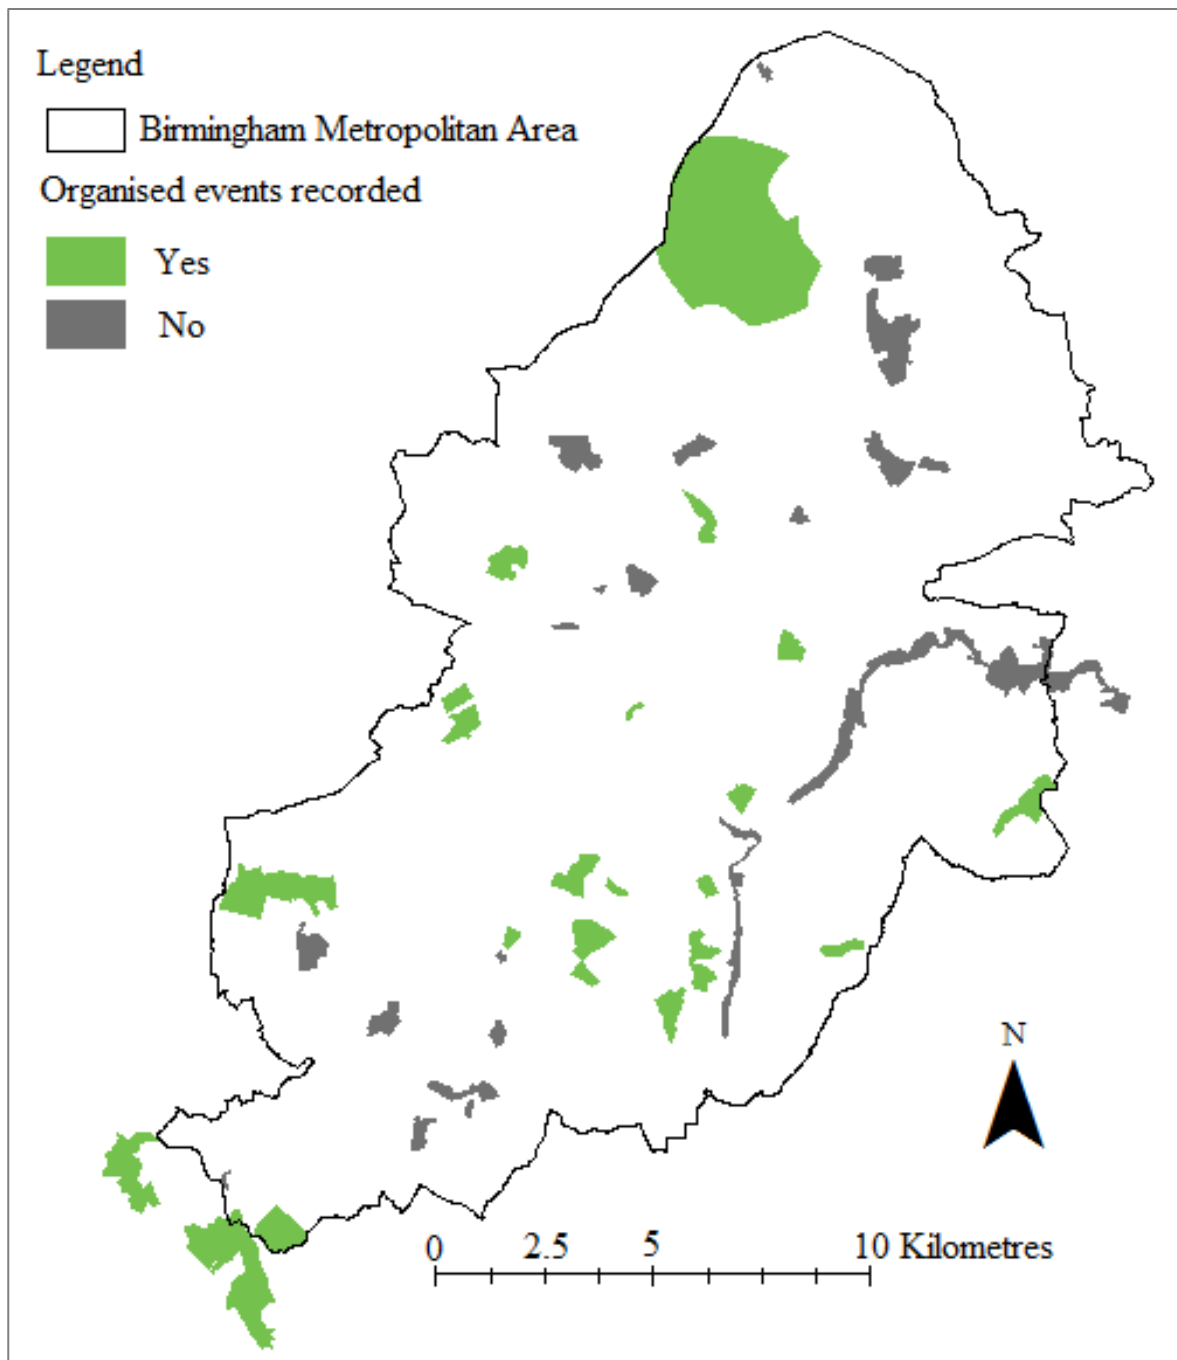 Legend
Birmingham Metropolitan Area
Organised events recorded
Yes
No
N
0 2.5 5 10 Kilometres